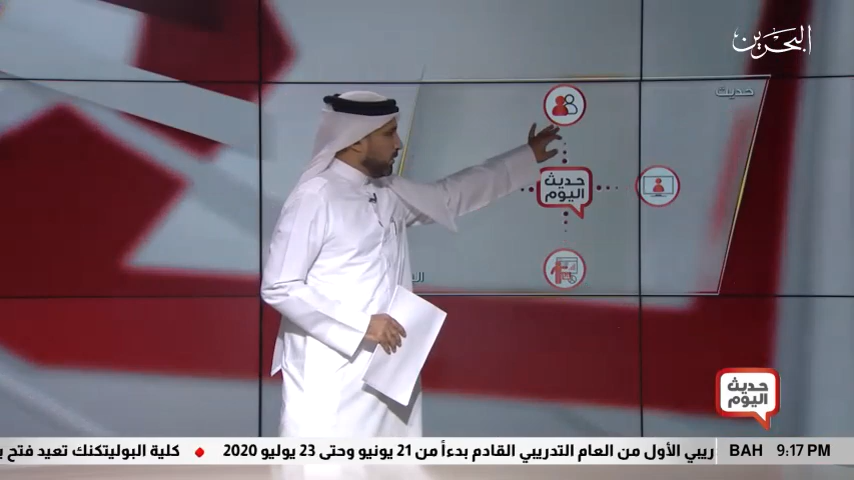 البحرين
حديث
حديث
اليوم
حديث
اليوم
ريبي الأول من العام التدريبي القادم بدءاً من 21 يونيو وحتى 23 يوليو 2020 كلية البوليتكنك تعيد فتح
BAH 9:17 PM